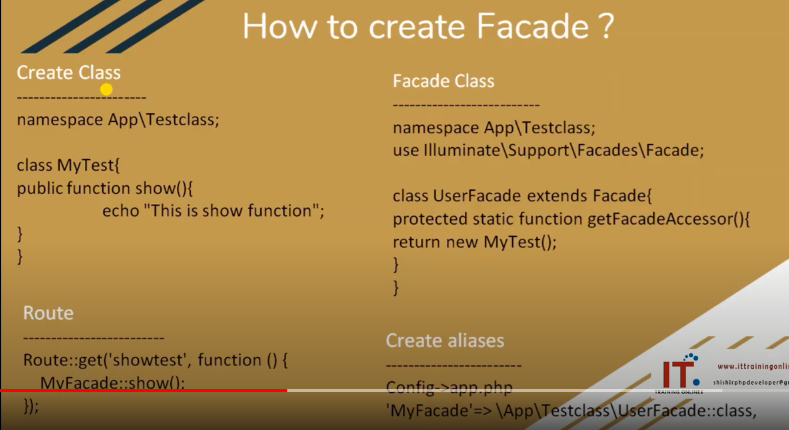 How to create Facade ?
Create Class
-----------------------
namespace App\Testclass;
class MyTest{
public function show(){
echo "This is show function";
}
}
Facade Class
--------------------------
namespace App\Testclass;
use Illuminate\Support\Facades\Facade;
class UserFacade extends Facade{
protected static function getFacadeAccessor(){
return new MyTest();
}
}
Route
-------------------------
Route::get('showtest', function () {
MyFacade::show();
});
Create aliases
------------------------
Config->app.php
'MyFacade'=> \App\Testclass\UserFacade::class,
IT.
TRAINING ONLINES
www.ittrainingonli
shishirphpdeveloper@g